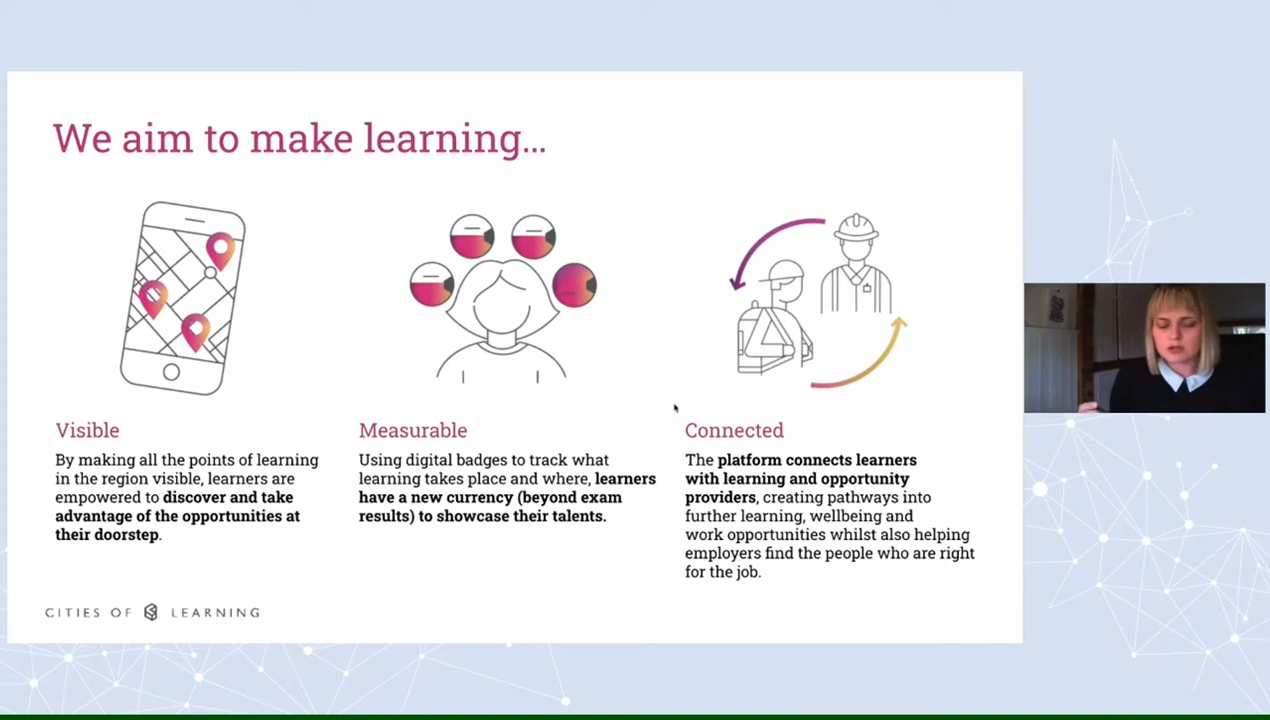 We aim to make learning...
Visible
By making all the points of learning
in the region visible, learners are
empowered to discover and take
advantage of the opportunities at
their doorstep.
Measurable
Using digital badges to track what
learning takes place and where, learners
have a new currency (beyond exam
results) to showcase their talents.
Connected
The platform connects learners
with learning and opportunity
providers, creating pathways into
further learning, wellbeing and
work opportunities whilst also helping
employers find the people who are right
for the job.
CITIES OF LEARNING